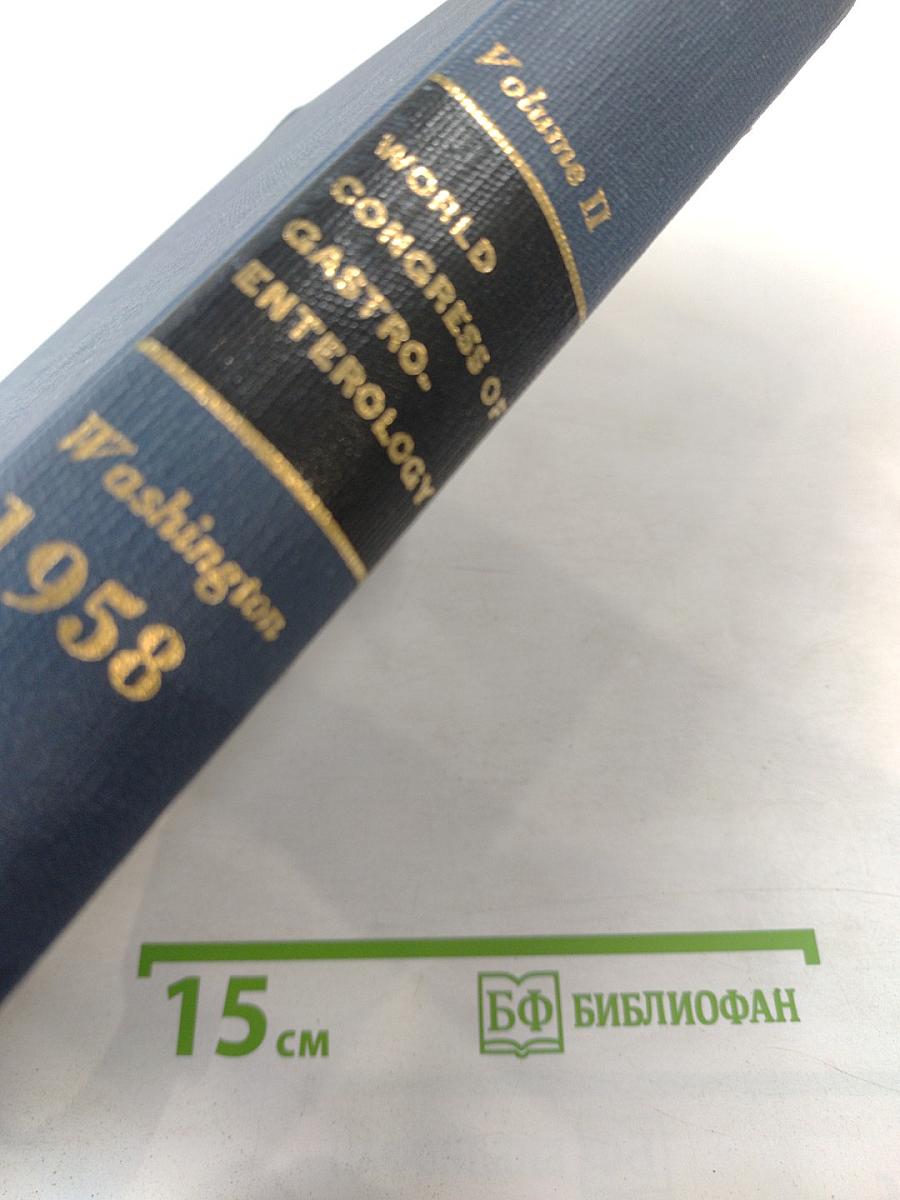 Volume II
WORLD
CONGRESS OF
GASTRO-
ENTEROLOGY
Washington
1958
15 см
БФ БИБЛИОФАН